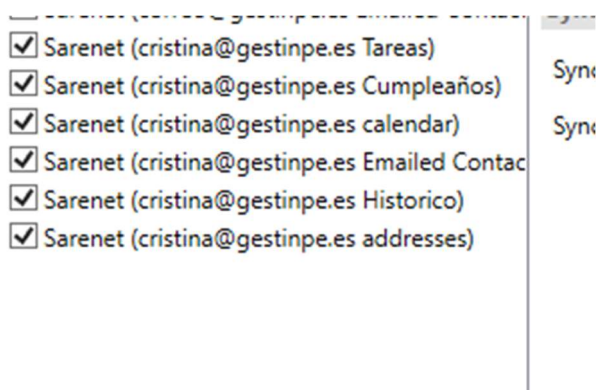 Sarenet (cristina@gestinpe.es Tareas)
Sarenet (cristina@gestinpe.es Cumpleaños)
Sarenet (cristina@gestinpe.es calendar)
Sarenet (cristina@gestinpe.es Emailed Contac
Sarenet (cristina@gestinpe.es Historico)
Sarenet (cristina@gestinpe.es addresses)
Sync
Sync